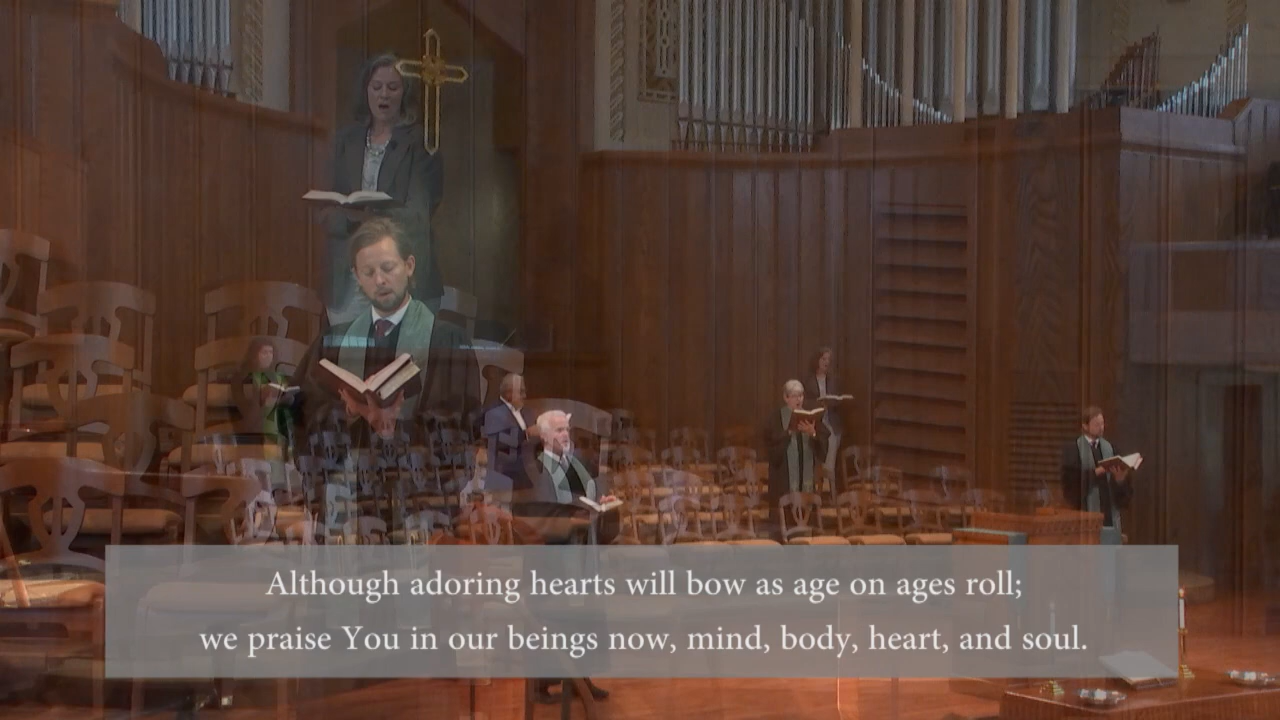 Although adoring hearts will bow as age on ages roll;
we praise You in our beings now, mind, body, heart, and soul.